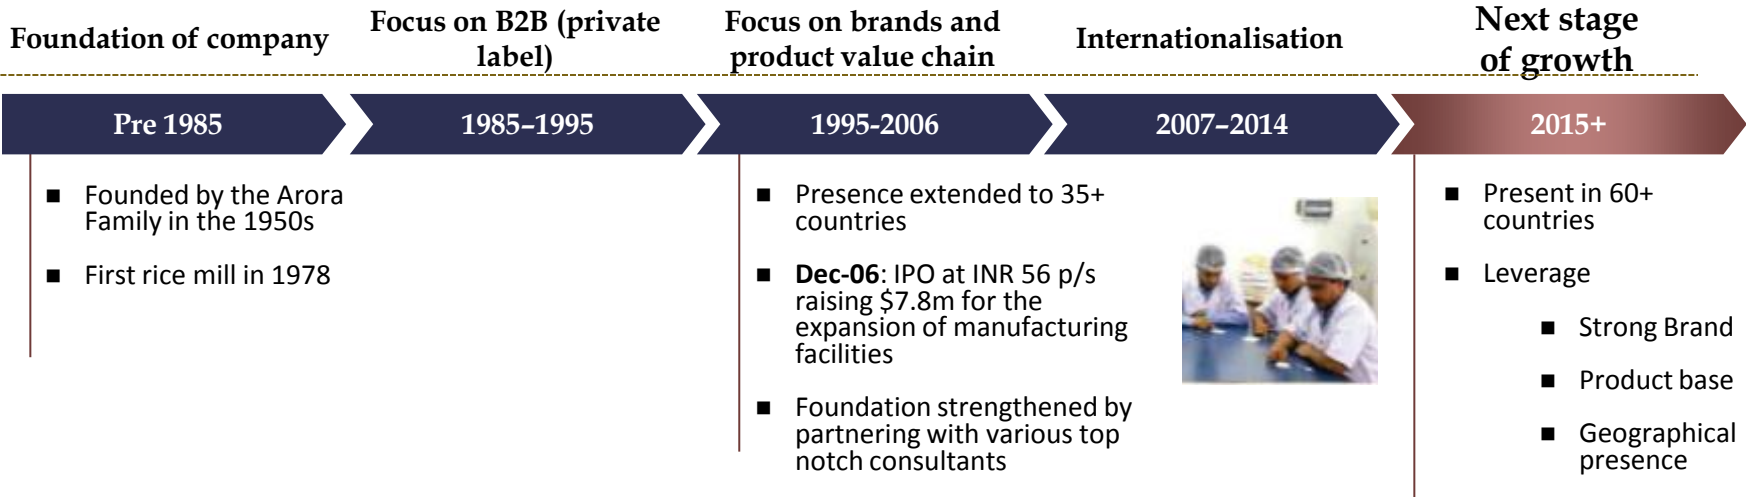 Foundation of company
Focus on B2B (private
label)
Focus on brands and
product value chain
Internationalisation
Next stage
of growth
Pre 1985
1985–1995
1995-2006
2007–2014
2015+
■ Founded by the Arora
Family in the 1950s
■ First rice mill in 1978
■ Presence extended to 35+
countries
■ Dec-06: IPO at INR 56 p/s
raising $7.8m for the
expansion of manufacturing
facilities
■ Foundation strengthened by
partnering with various top
notch consultants
■ Present in 60+
countries
■ Leverage
■ Strong Brand
■ Product base
■ Geographical
presence